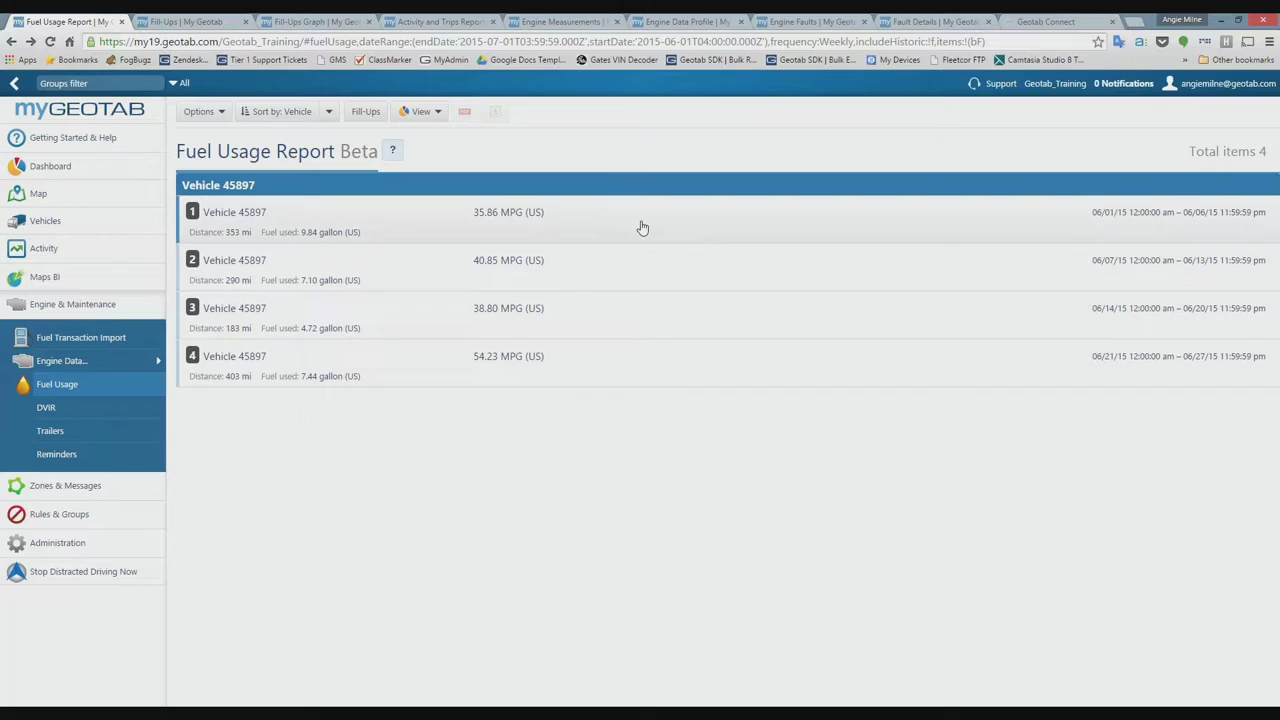 Fuel Usage Report | My G
Fill-Ups | My Geotab
Fill-Ups Graph | My Geo
Activity and Trips Report
Engine Measurements |
Engine Data Profile | My
Engine Faults | My Geota
Fault Details | My Geota
Geotab Connect
Angie Milne
https://my19.geotab.com/Geotab_Training/#fuelUsage,dateRange:(endDate:'2015-07-01T03:59:59.000Z',startDate:'2015-06-01T04:00:00.000Z'),frequency:Weekly,includeHistoric:!f,items:!(bF)
Apps Bookmarks FogBugz Zendesk... Tier 1 Support Tickets GMS ClassMarker MyAdmin Google Docs Templ... Gates VIN Decoder Geotab SDK | Bulk R... Geotab SDK | Bulk E... My Devices Fleetcor FTP Camtasia Studio 8 T... » Other bookmarks
Groups filter All Support Geotab_Training 0 Notifications angiemilne@geotab.com
myGEOTAB
Options Sort by: Vehicle Fill-Ups View
Getting Started & Help
Dashboard
Map
Vehicles
Activity
Maps BI
Engine & Maintenance
Fuel Transaction Import
Engine Data...
Fuel Usage
DVIR
Trailers
Reminders
Zones & Messages
Rules & Groups
Administration
Stop Distracted Driving Now
Fuel Usage Report Beta ? Total items 4
Vehicle 45897
1 Vehicle 45897 35.86 MPG (US) 06/01/15 12:00:00 am – 06/06/15 11:59:59 pm
Distance: 353 mi Fuel used: 9.84 gallon (US)
2 Vehicle 45897 40.85 MPG (US) 06/07/15 12:00:00 am – 06/13/15 11:59:59 pm
Distance: 290 mi Fuel used: 7.10 gallon (US)
3 Vehicle 45897 38.80 MPG (US) 06/14/15 12:00:00 am – 06/20/15 11:59:59 pm
Distance: 183 mi Fuel used: 4.72 gallon (US)
4 Vehicle 45897 54.23 MPG (US) 06/21/15 12:00:00 am – 06/27/15 11:59:59 pm
Distance: 403 mi Fuel used: 7.44 gallon (US)